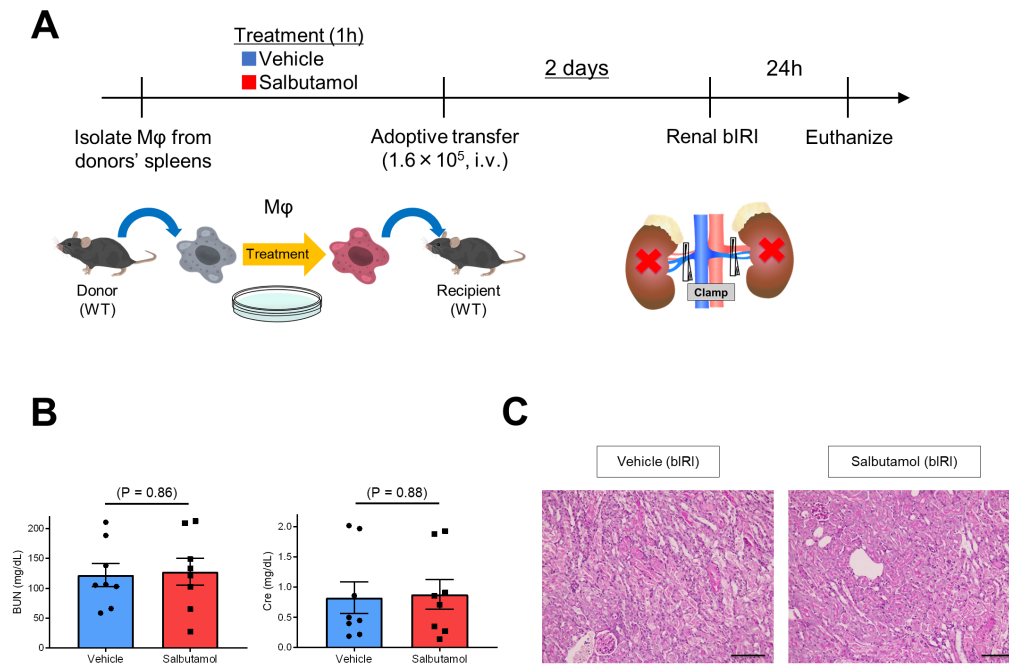 A
Treatment (1h)
Vehicle
Salbutamol
2 days
24h
Isolate Mφ from
donors’ spleens
Adoptive transfer
(1.6 × 10⁵, i.v.)
Renal bIRI
Euthanize
Mφ
Treatment
Donor
(WT)
Recipient
(WT)
Clamp
B
(P = 0.86)
BUN (mg/dL)
200
150
100
50
0
Vehicle
Salbutamol
(P = 0.88)
Cre (mg/dL)
2.0
1.5
1.0
0.5
0.0
Vehicle
Salbutamol
C
Vehicle (bIRI)
Salbutamol (bIRI)